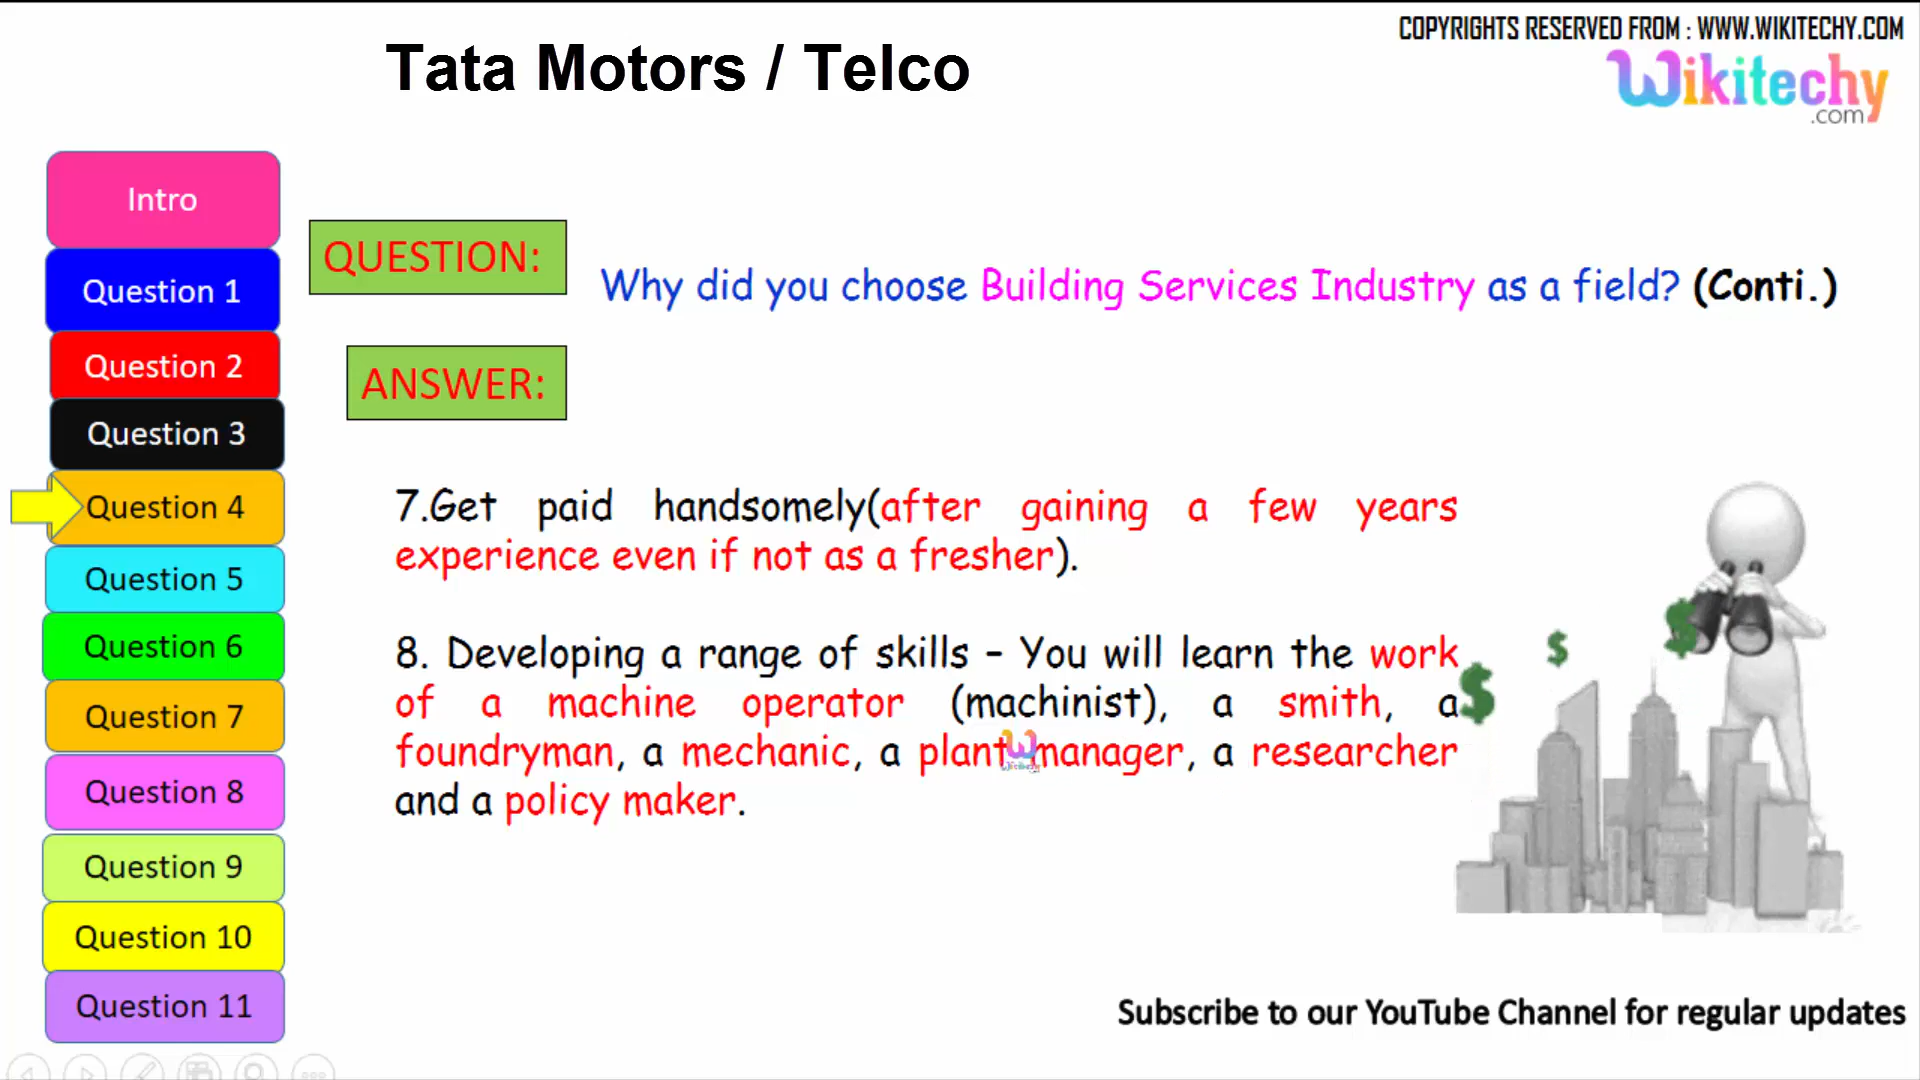 COPYRIGHTS RESERVED FROM : WWW.WIKITECHY.COM
Tata Motors / Telco
Wikitechy
.com
Intro
Question 1
Question 2
Question 3
Question 4
Question 5
Question 6
Question 7
Question 8
Question 9
Question 10
Question 11
QUESTION:
Why did you choose Building Services Industry as a field? (Conti.)
ANSWER:
7.Get paid handsomely(after gaining a few years
experience even if not as a fresher).
8. Developing a range of skills – You will learn the work
of a machine operator (machinist), a smith, a
foundryman, a mechanic, a plant manager, a researcher
and a policy maker.
Subscribe to our YouTube Channel for regular updates